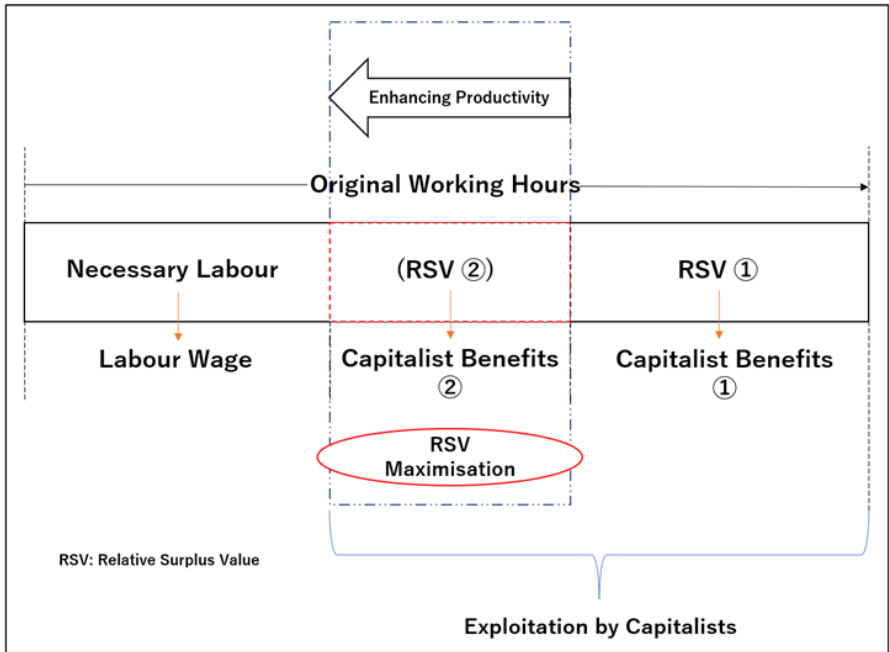 Enhancing Productivity
Original Working Hours
Necessary Labour
(RSV ②)
RSV ①
Labour Wage
Capitalist Benefits
②
Capitalist Benefits
①
RSV
Maximisation
RSV: Relative Surplus Value
Exploitation by Capitalists